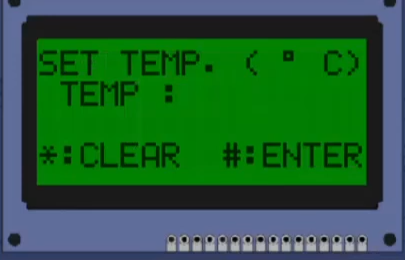 SET TEMP. ( ° C)
TEMP :
*:CLEAR #:ENTER